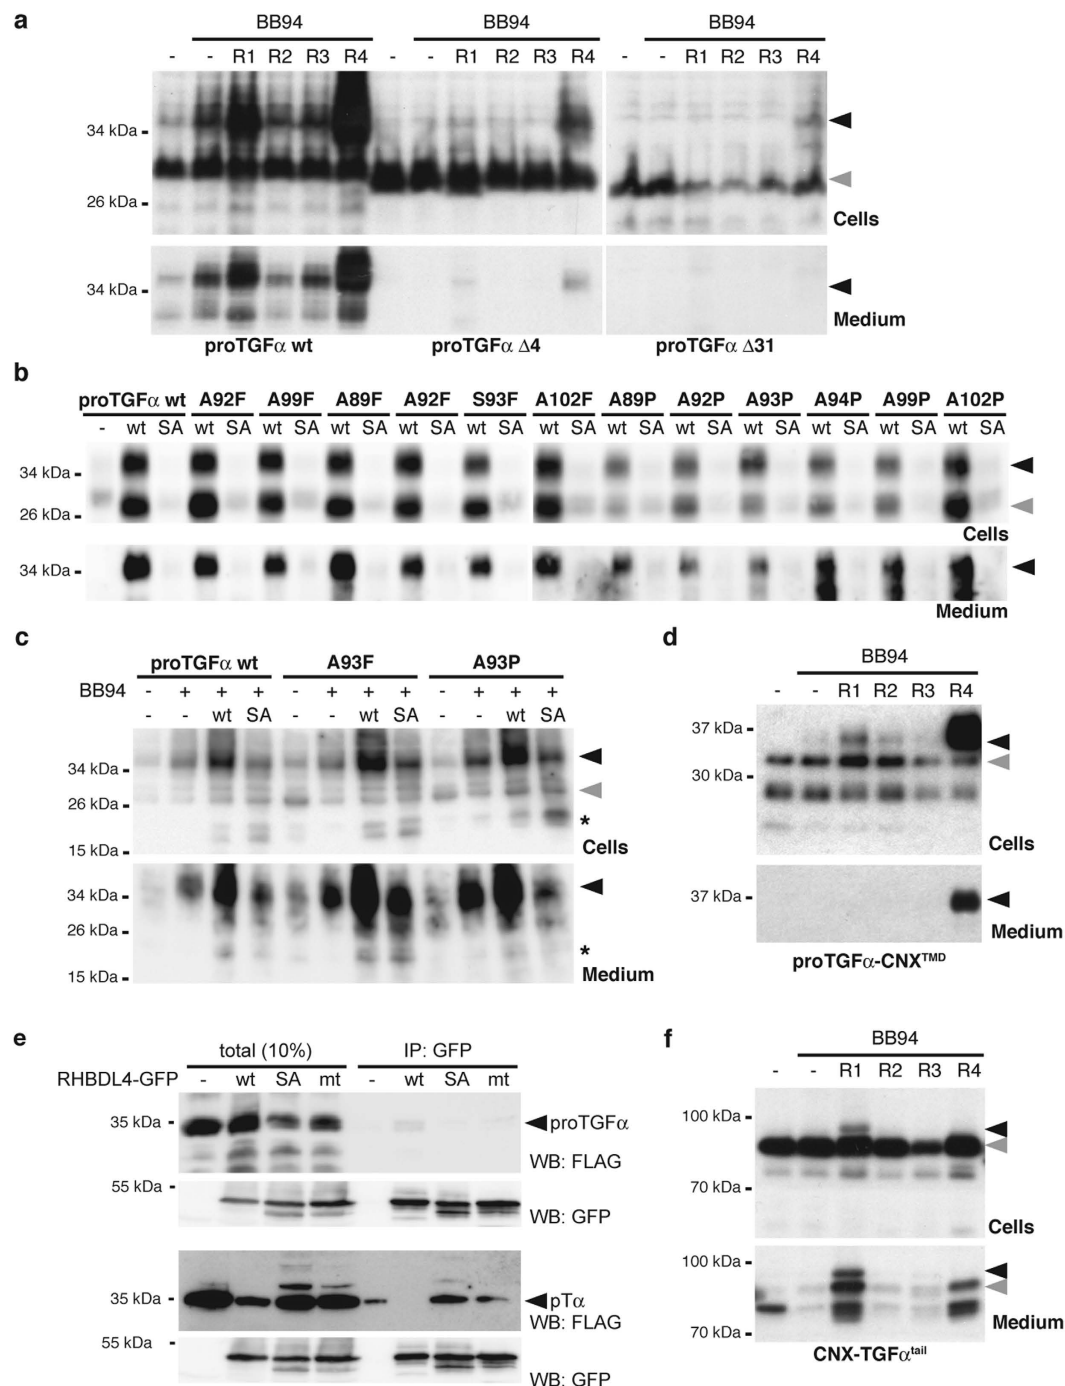 a
BB94 BB94 BB94
- - R1 R2 R3 R4 - - R1 R2 R3 R4 - - R1 R2 R3 R4
34 kDa
26 kDa
Cells
34 kDa
Medium
proTGFα wt proTGFα Δ4 proTGFα Δ31
b
proTGFα wt A92F A99F A89F A92F S93F A102F A89P A92P A93P A94P A99P A102P
- wt SA wt SA wt SA wt SA wt SA wt SA wt SA wt SA wt SA wt SA wt SA wt SA wt SA
34 kDa
26 kDa
Cells
34 kDa
Medium
c
proTGFα wt A93F A93P
BB94 - + + + - + + + - + + +
- - wt SA - - wt SA - - wt SA
34 kDa
26 kDa
*
15 kDa
Cells
34 kDa
26 kDa
*
15 kDa
Medium
d
BB94
- - R1 R2 R3 R4
37 kDa
30 kDa
Cells
37 kDa
Medium
proTGFα-CNXTMD
e
total (10%) IP: GFP
RHBDL4-GFP - wt SA mt - wt SA mt
35 kDa
proTGFα
WB: FLAG
55 kDa
WB: GFP
35 kDa
pTα
WB: FLAG
55 kDa
WB: GFP
f
BB94
- - R1 R2 R3 R4
100 kDa
70 kDa
Cells
100 kDa
70 kDa
Medium
CNX-TGFαtail